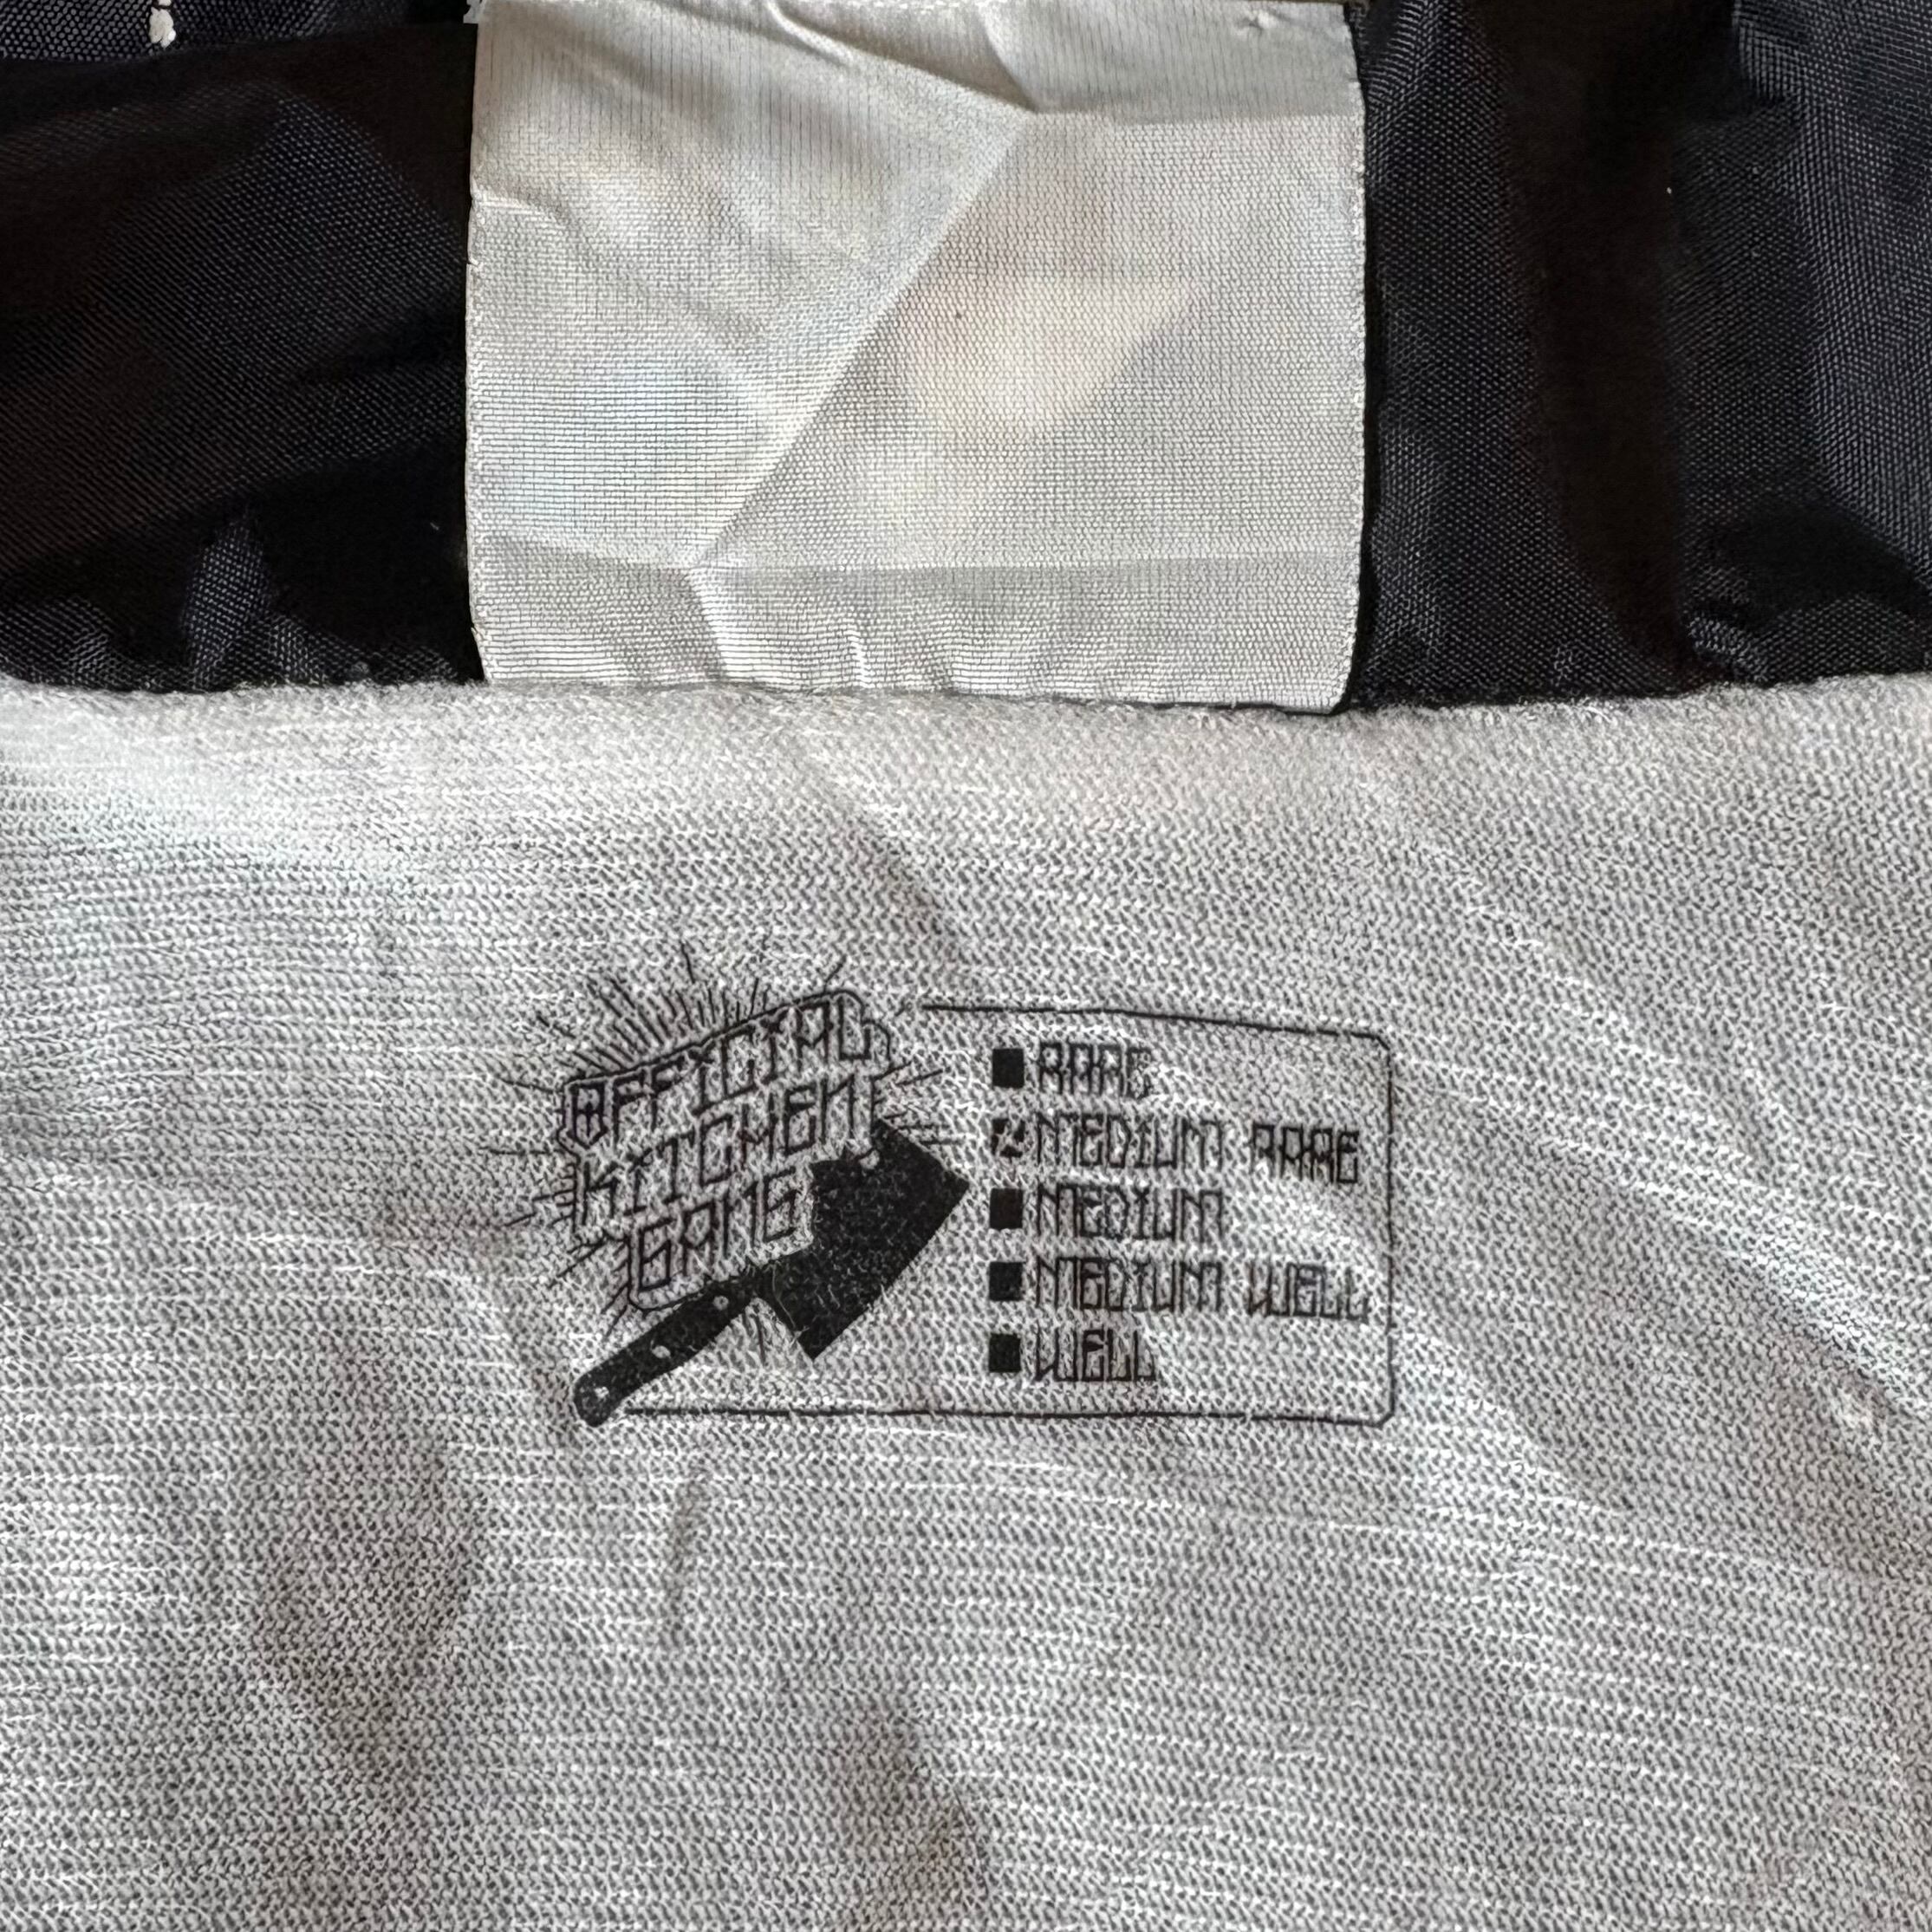 OFFICIAL
KITCHEN
GANG
RARE
MEDIUM RARE
MEDIUM
MEDIUM WELL
WELL